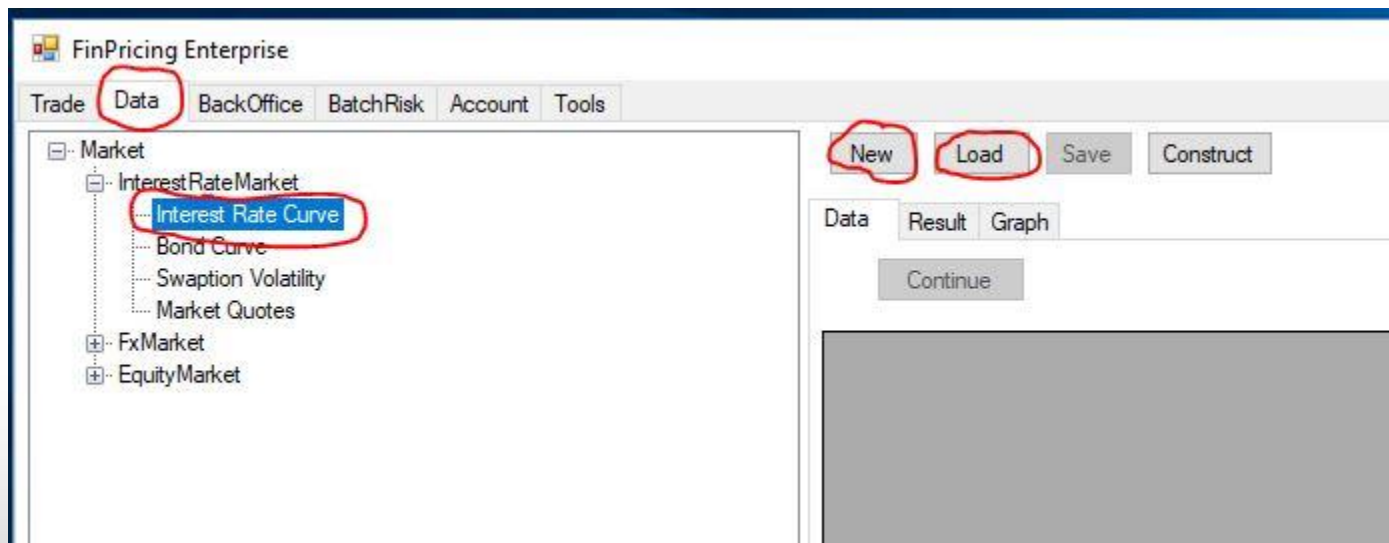 FinPricing Enterprise
Trade Data BackOffice BatchRisk Account Tools
Market
InterestRateMarket
Interest Rate Curve
Bond Curve
Swaption Volatility
Market Quotes
FxMarket
EquityMarket
New Load Save Construct
Data Result Graph
Continue